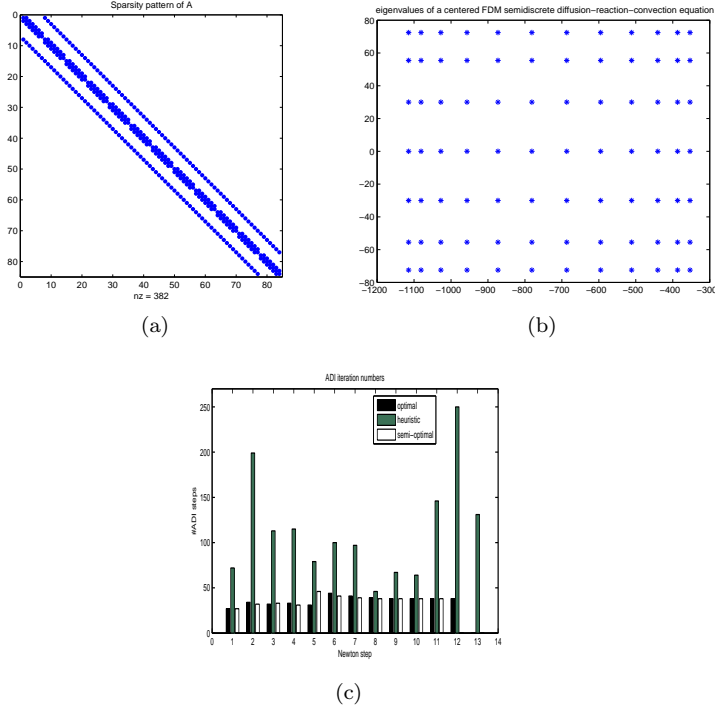 Sparsity pattern of A
0
10
20
30
40
50
60
70
80
0 10 20 30 40 50 60 70 80
nz = 382
(a)
eigenvalues of a centered FDM semidiscrete diffusion−reaction−convection equation
80
60
40
20
0
−20
−40
−60
−80
−1200 −1100 −1000 −900 −800 −700 −600 −500 −400 −300
(b)
ADI iteration numbers
optimal
heuristic
semi−optimal
#ADI steps
250
200
150
100
50
0
0 1 2 3 4 5 6 7 8 9 10 11 12 13 14
Newton step
(c)